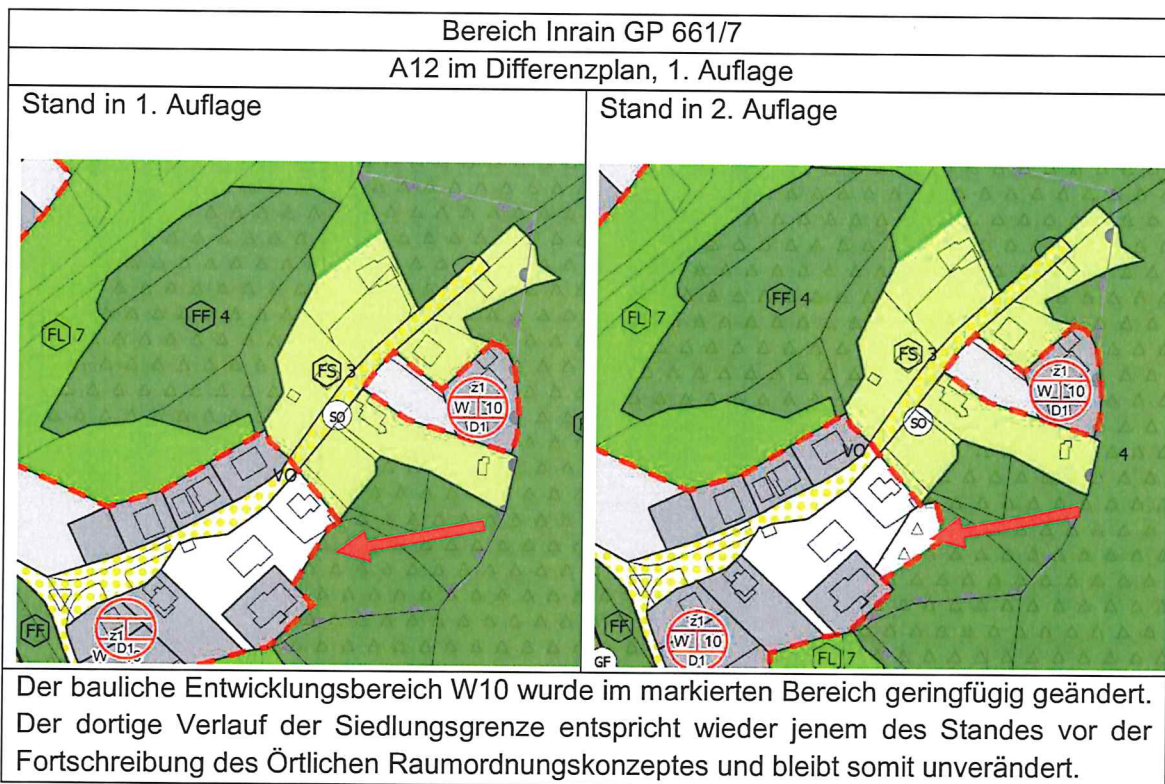 Bereich Inrain GP 661/7
A12 im Differenzplan, 1. Auflage
Stand in 1. Auflage
FL 7
FF 4
FS 3
SO
VO
z1
W 10
D1
FF
z1
D1
W 10
Stand in 2. Auflage
FL 7
FF 4
FS 3
SO
VO
z1
W 10
D1
4
FF
z1
W 10
D1
GF
FL 7
Der bauliche Entwicklungsbereich W10 wurde im markierten Bereich geringfügig geändert.
Der dortige Verlauf der Siedlungsgrenze entspricht wieder jenem des Standes vor der
Fortschreibung des Örtlichen Raumordnungskonzeptes und bleibt somit unverändert.